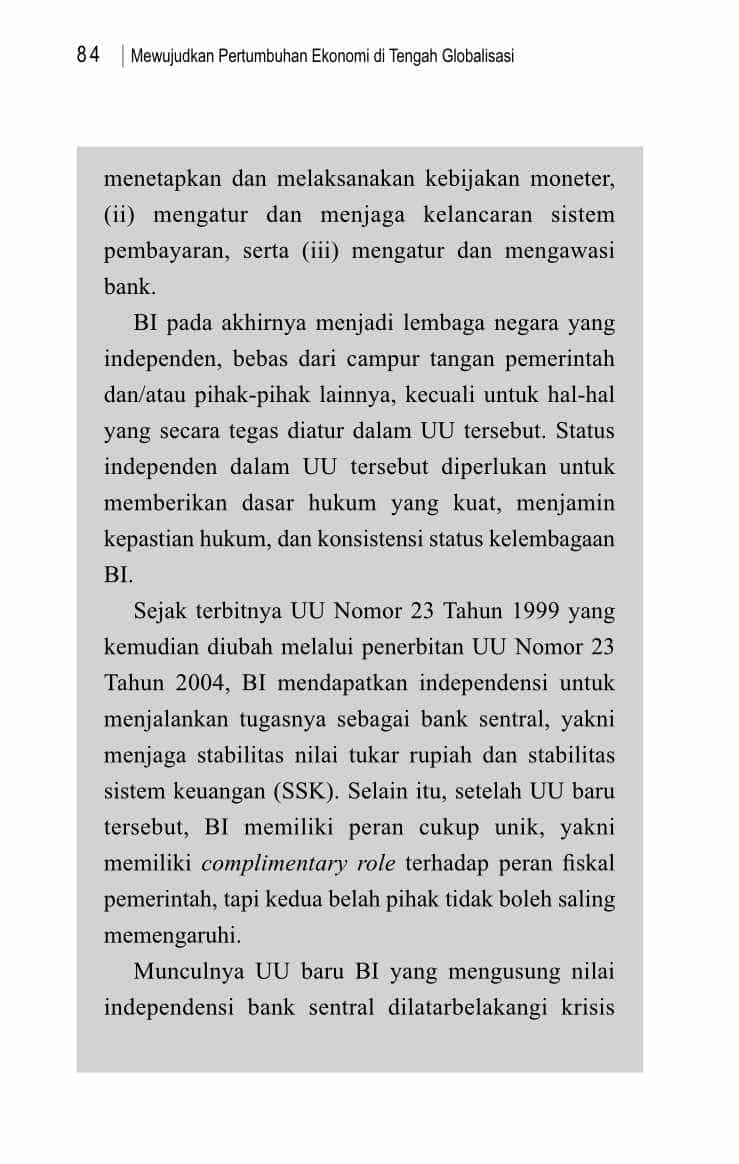 84 | Mewujudkan Pertumbuhan Ekonomi di Tengah Globalisasi
menetapkan dan melaksanakan kebijakan moneter,
(ii) mengatur dan menjaga kelancaran sistem
pembayaran, serta (iii) mengatur dan mengawasi
bank.
BI pada akhirnya menjadi lembaga negara yang
independen, bebas dari campur tangan pemerintah
dan/atau pihak-pihak lainnya, kecuali untuk hal-hal
yang secara tegas diatur dalam UU tersebut. Status
independen dalam UU tersebut diperlukan untuk
memberikan dasar hukum yang kuat, menjamin
kepastian hukum, dan konsistensi status kelembagaan
BI.
Sejak terbitnya UU Nomor 23 Tahun 1999 yang
kemudian diubah melalui penerbitan UU Nomor 23
Tahun 2004, BI mendapatkan independensi untuk
menjalankan tugasnya sebagai bank sentral, yakni
menjaga stabilitas nilai tukar rupiah dan stabilitas
sistem keuangan (SSK). Selain itu, setelah UU baru
tersebut, BI memiliki peran cukup unik, yakni
memiliki complimentary role terhadap peran fiskal
pemerintah, tapi kedua belah pihak tidak boleh saling
memengaruhi.
Munculnya UU baru BI yang mengusung nilai
independensi bank sentral dilatarbelakangi krisis